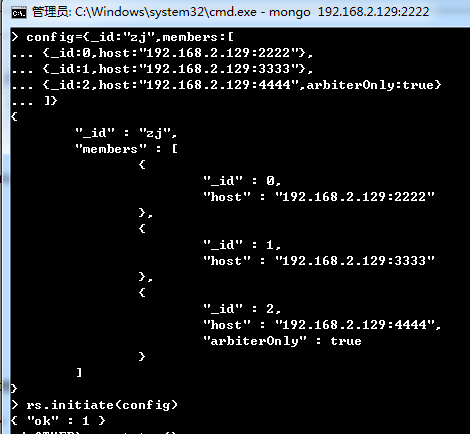 管理员: C:\Windows\system32\cmd.exe - mongo  192.168.2.129:2222
> config={_id:"zj",members:[
... {_id:0,host:"192.168.2.129:2222"},
... {_id:1,host:"192.168.2.129:3333"},
... {_id:2,host:"192.168.2.129:4444",arbiterOnly:true}
... ]}
{
        "_id" : "zj",
        "members" : [
                {
                        "_id" : 0,
                        "host" : "192.168.2.129:2222"
                },
                {
                        "_id" : 1,
                        "host" : "192.168.2.129:3333"
                },
                {
                        "_id" : 2,
                        "host" : "192.168.2.129:4444",
                        "arbiterOnly" : true
                }
        ]
}
> rs.initiate(config)
{ "ok" : 1 }